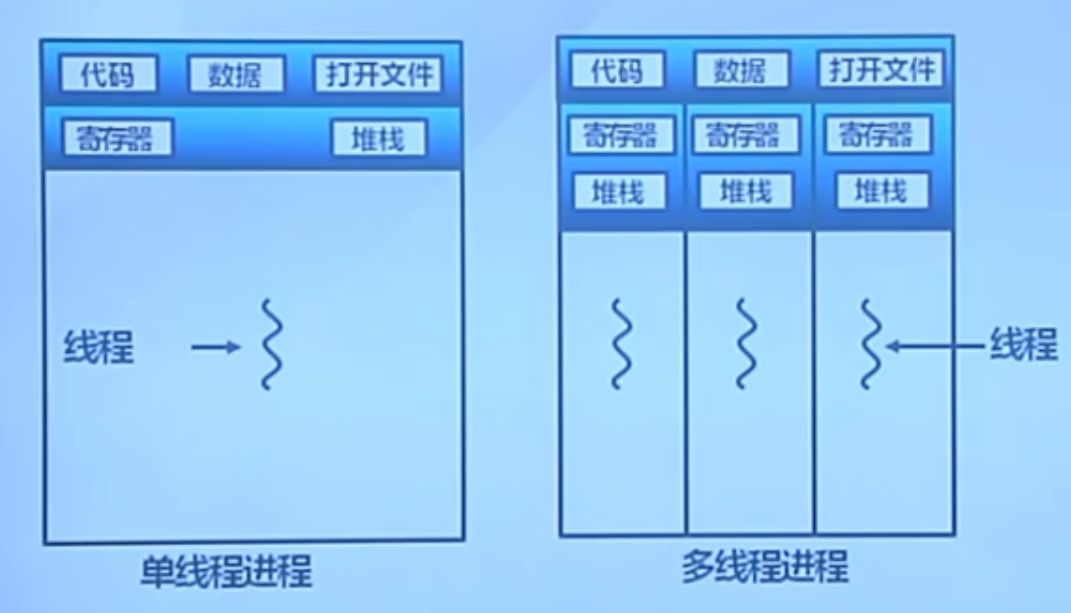 代码 数据 打开文件
寄存器 堆栈
线程
单线程进程
代码 数据 打开文件
寄存器 寄存器 寄存器
堆栈 堆栈 堆栈
线程
多线程进程